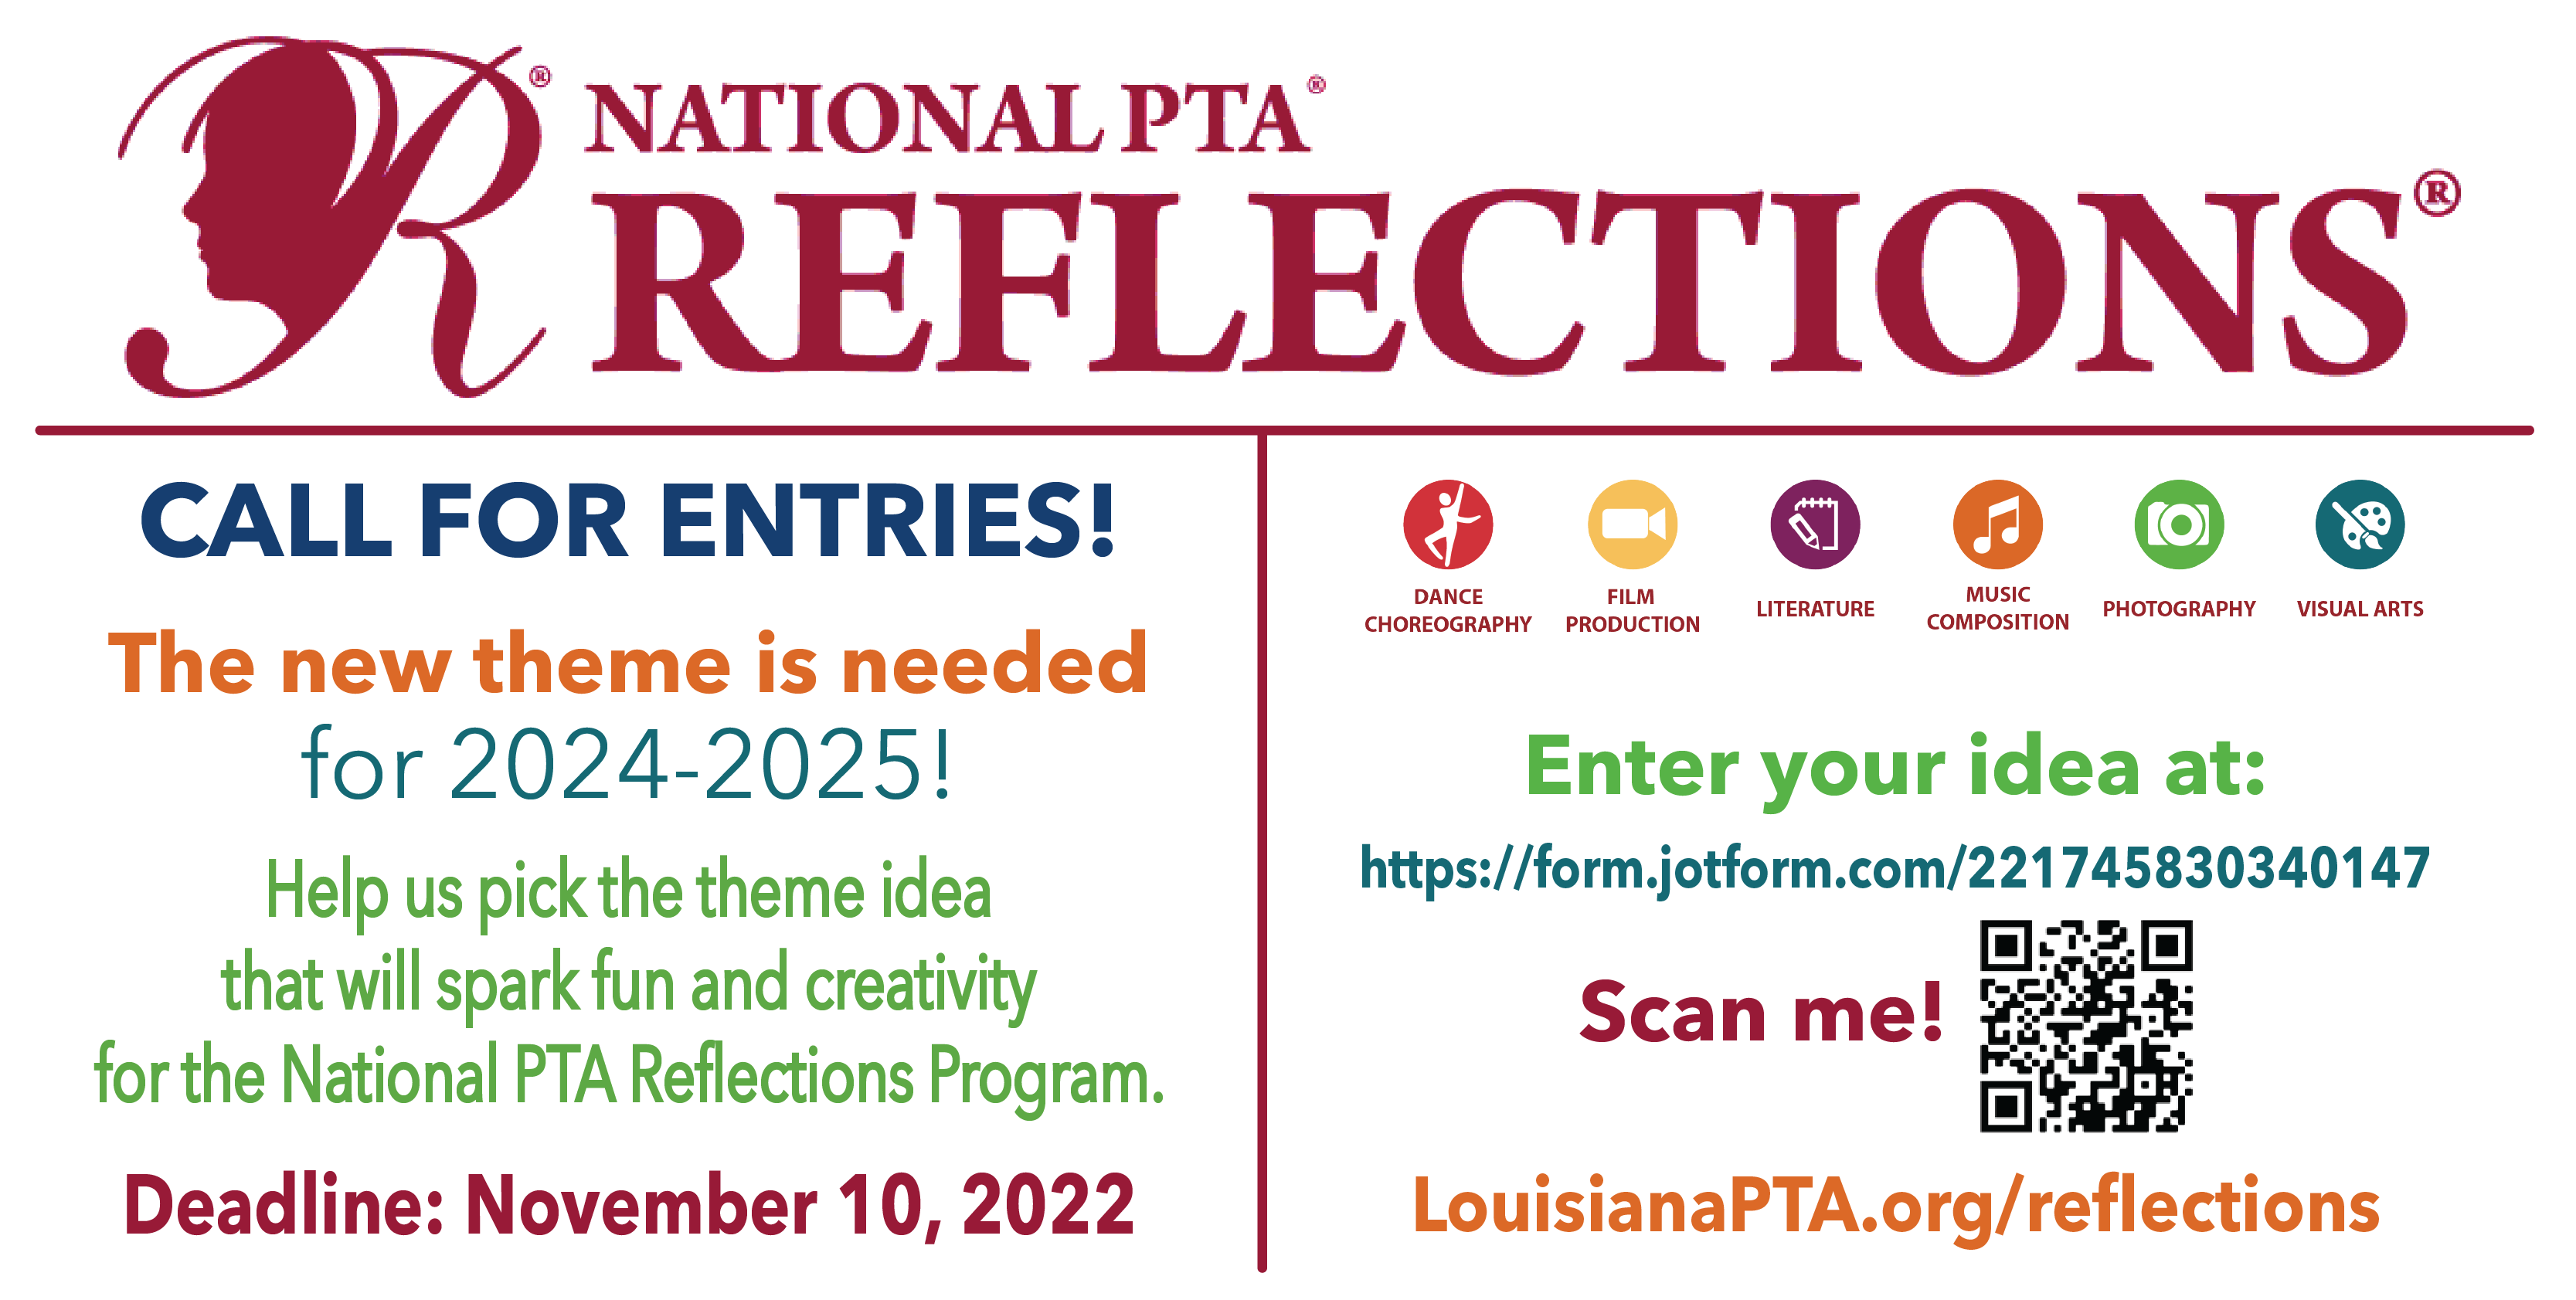 R®
NATIONAL PTA®
REFLECTIONS®
CALL FOR ENTRIES!
The new theme is needed
for 2024-2025!
Help us pick the theme idea
that will spark fun and creativity
for the National PTA Reflections Program.
Deadline: November 10, 2022
DANCE
CHOREOGRAPHY
FILM
PRODUCTION
LITERATURE
MUSIC
COMPOSITION
PHOTOGRAPHY
VISUAL ARTS
Enter your idea at:
https://form.jotform.com/221745830340147
Scan me!
LouisianaPTA.org/reflections